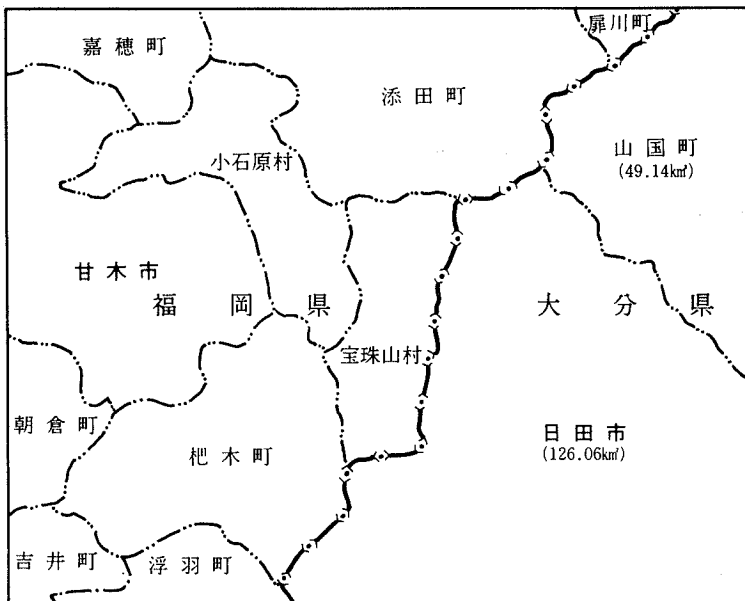 扉川町
嘉穂町
添田町
山国町
(49.14㎢)
小石原村
甘木市
福岡県
大分県
宝珠山村
朝倉町
日田市
(126.06㎢)
杷木町
吉井町
浮羽町